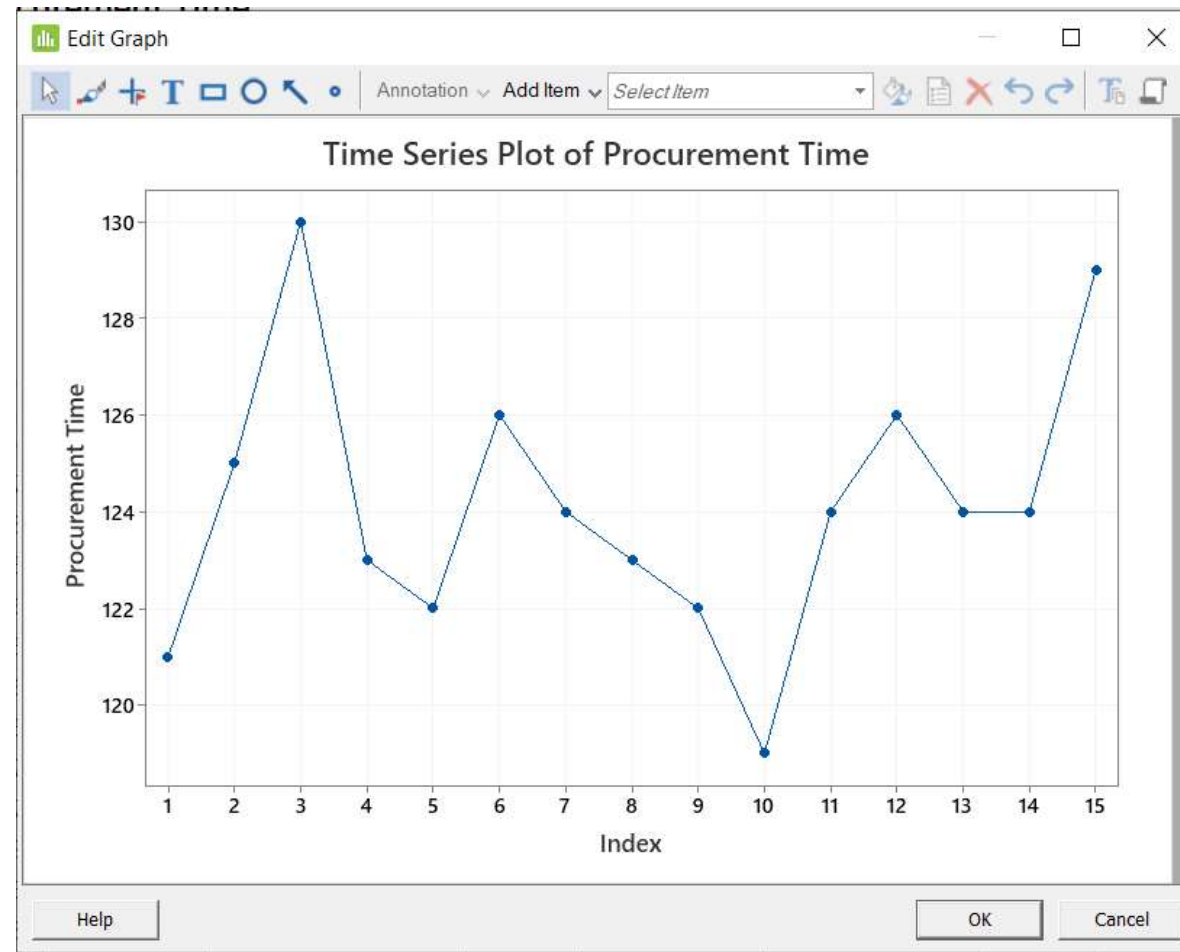 Edit Graph
T Annotation Add Item Select Item
Time Series Plot of Procurement Time
130
128
126
124
122
120
Procurement Time
1 2 3 4 5 6 7 8 9 10 11 12 13 14 15
Index
Help OK Cancel